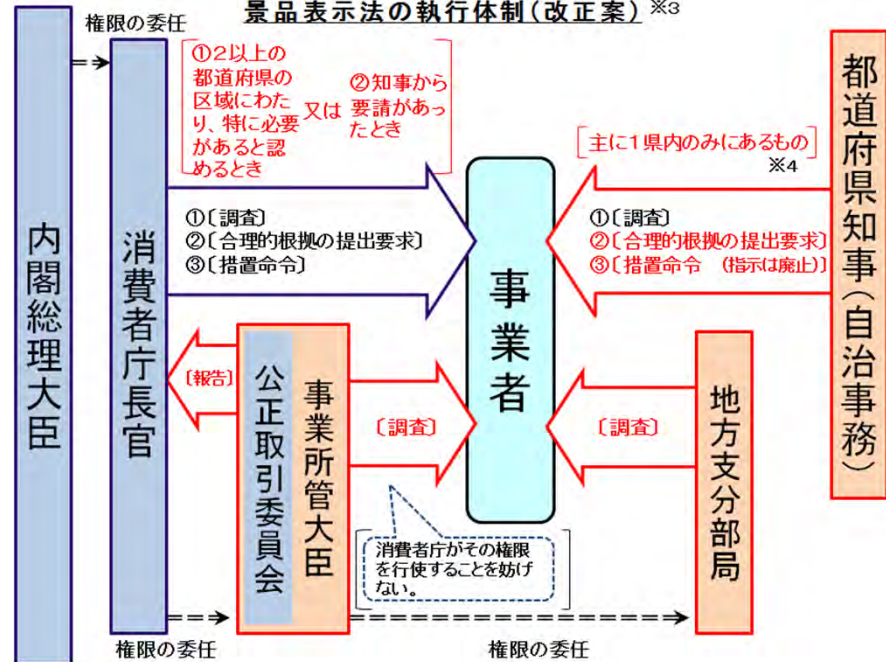 景品表示法の執行体制(改正案) ※3
権限の委任
①2以上の
都道府県の
区域にわた
り、特に必要
があると認
めるとき
又は
②知事から
要請があっ
たとき
[主に1県内のみにあるもの]
※4
①〔調査〕
②〔合理的根拠の提出要求〕
③〔措置命令〕
①〔調査〕
②〔合理的根拠の提出要求〕
③〔措置命令 (指示は廃止)〕
内閣総理大臣
消費者庁長官
事業者
都道府県知事(自治事務)
〔報告〕
公正取引委員会
事業所管大臣
〔調査〕
〔調査〕
地方支分部局
消費者庁がその権限
を行使することを妨げ
ない。
権限の委任
権限の委任